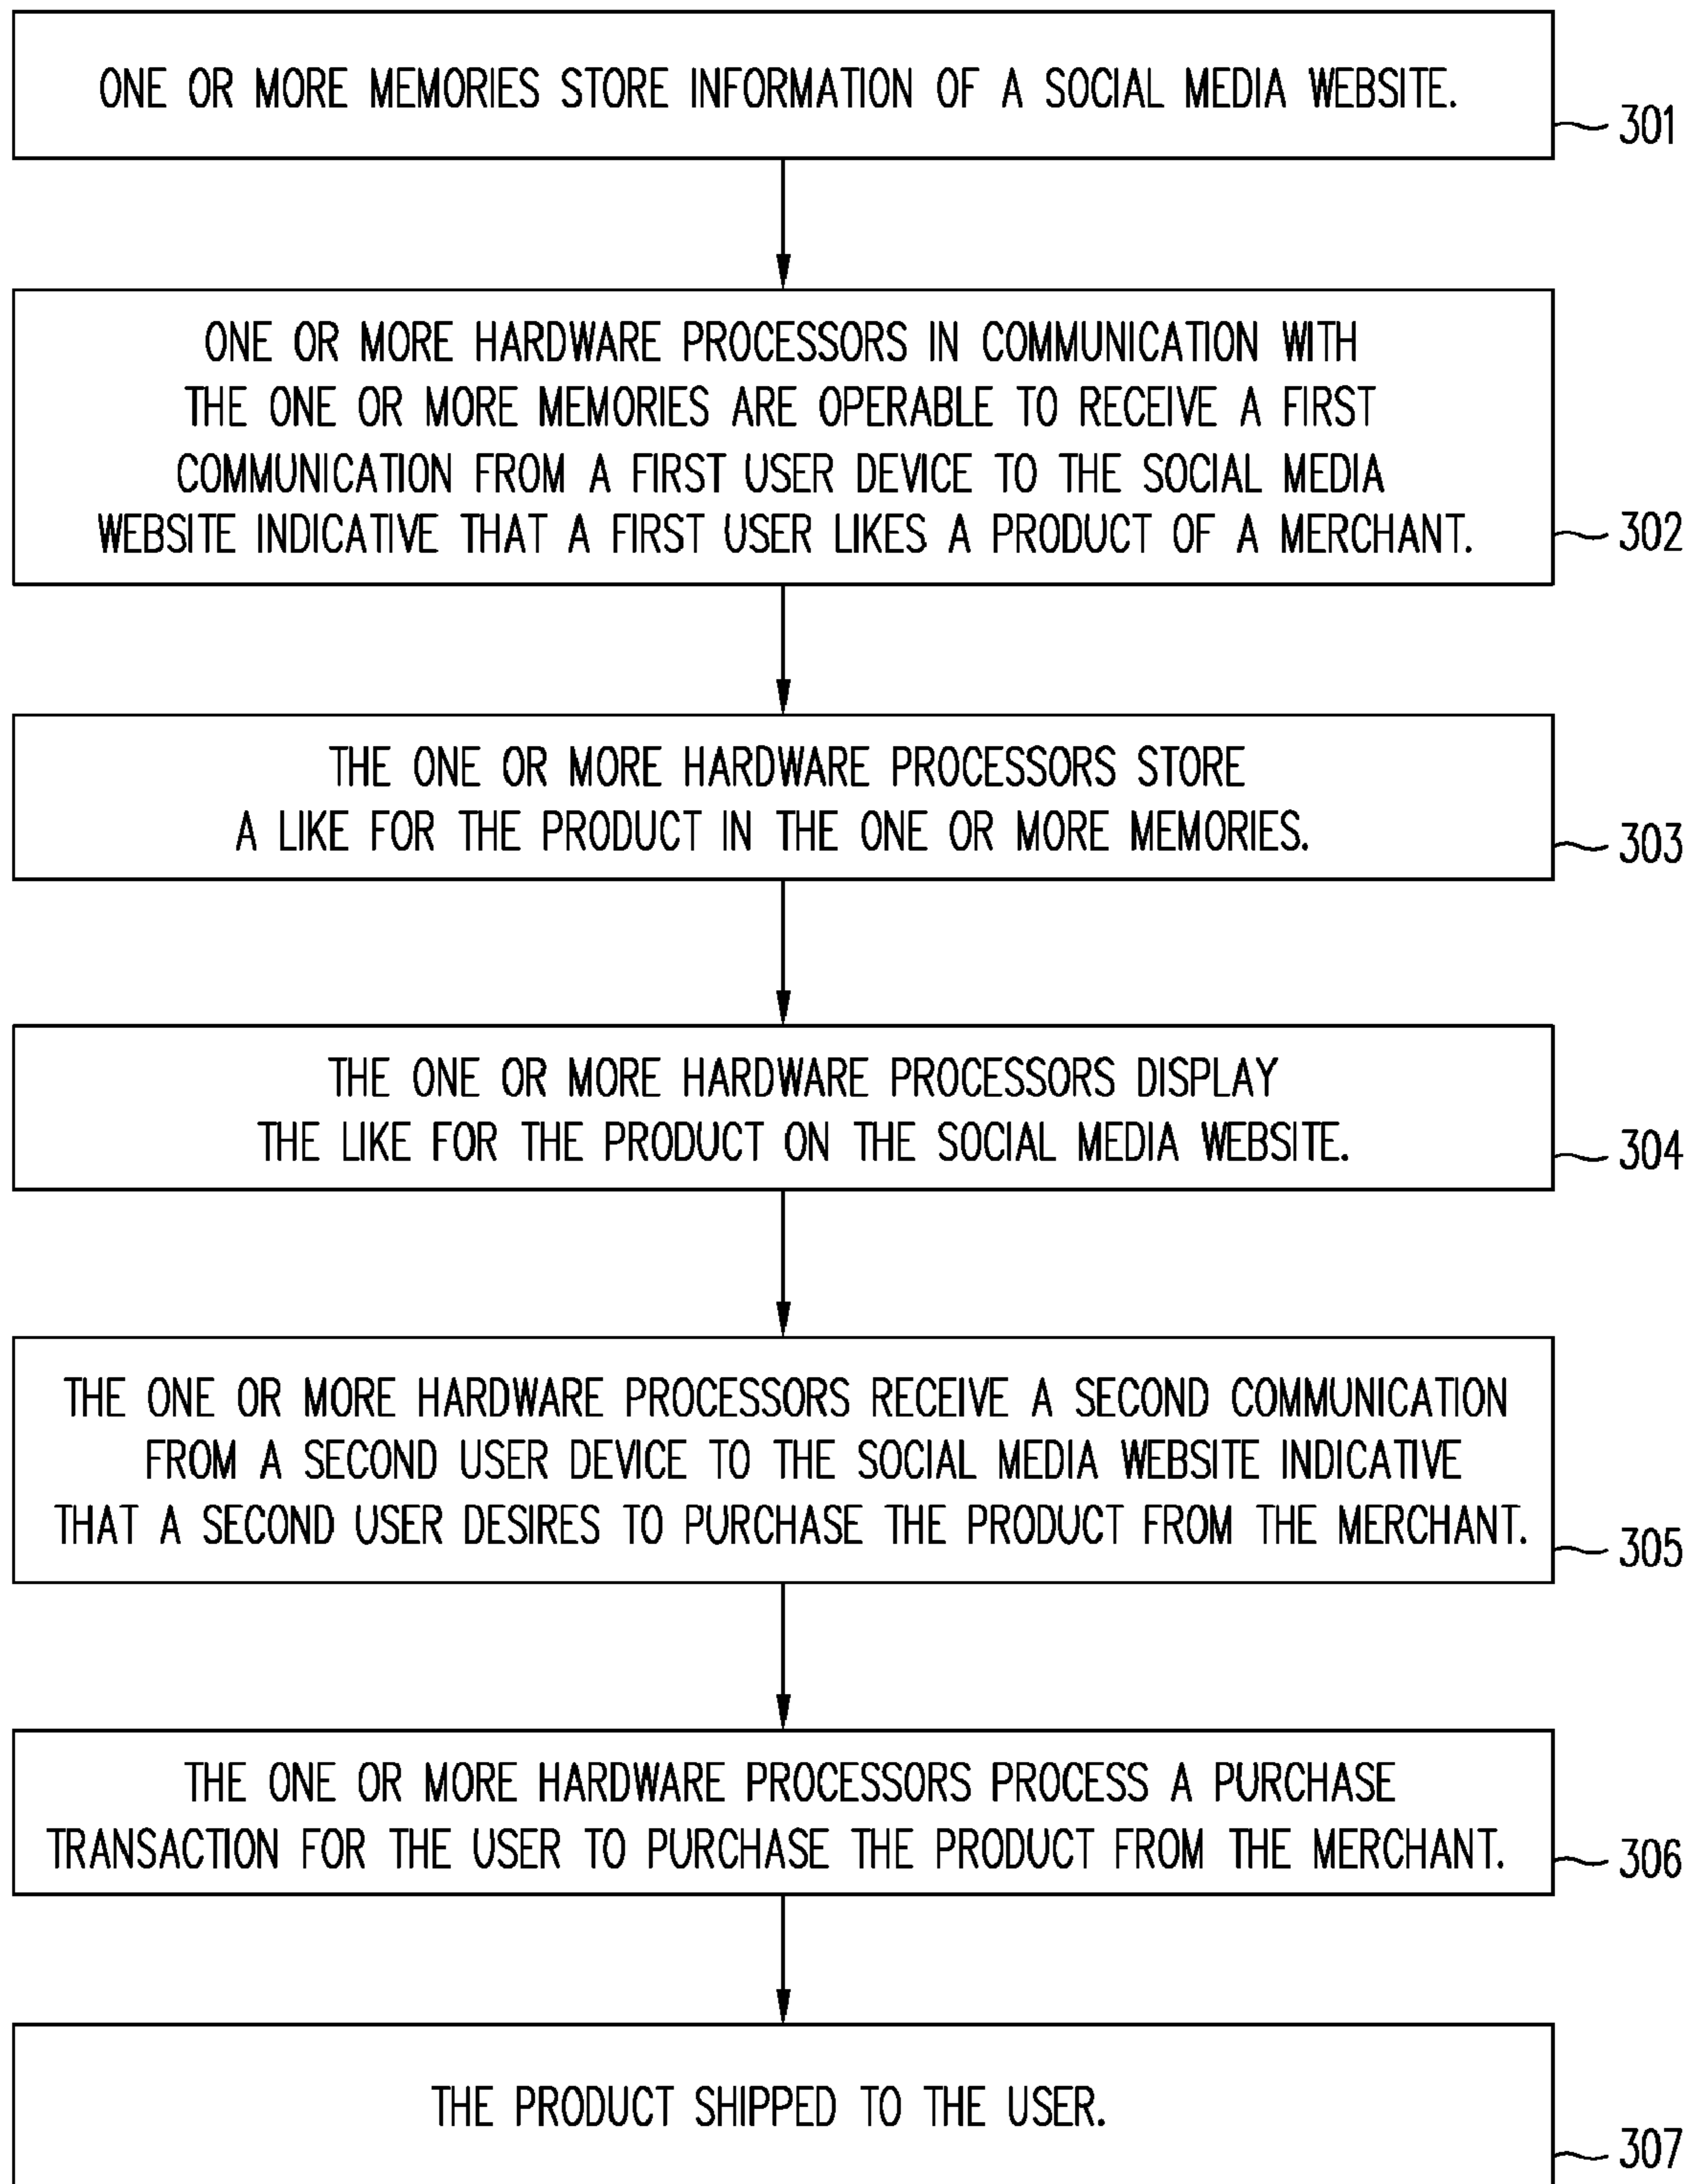 ONE OR MORE MEMORIES STORE INFORMATION OF A SOCIAL MEDIA WEBSITE.
301
ONE OR MORE HARDWARE PROCESSORS IN COMMUNICATION WITH
THE ONE OR MORE MEMORIES ARE OPERABLE TO RECEIVE A FIRST
COMMUNICATION FROM A FIRST USER DEVICE TO THE SOCIAL MEDIA
WEBSITE INDICATIVE THAT A FIRST USER LIKES A PRODUCT OF A MERCHANT.
302
THE ONE OR MORE HARDWARE PROCESSORS STORE
A LIKE FOR THE PRODUCT IN THE ONE OR MORE MEMORIES.
303
THE ONE OR MORE HARDWARE PROCESSORS DISPLAY
THE LIKE FOR THE PRODUCT ON THE SOCIAL MEDIA WEBSITE.
304
THE ONE OR MORE HARDWARE PROCESSORS RECEIVE A SECOND COMMUNICATION
FROM A SECOND USER DEVICE TO THE SOCIAL MEDIA WEBSITE INDICATIVE
THAT A SECOND USER DESIRES TO PURCHASE THE PRODUCT FROM THE MERCHANT.
305
THE ONE OR MORE HARDWARE PROCESSORS PROCESS A PURCHASE
TRANSACTION FOR THE USER TO PURCHASE THE PRODUCT FROM THE MERCHANT.
306
THE PRODUCT SHIPPED TO THE USER.
307